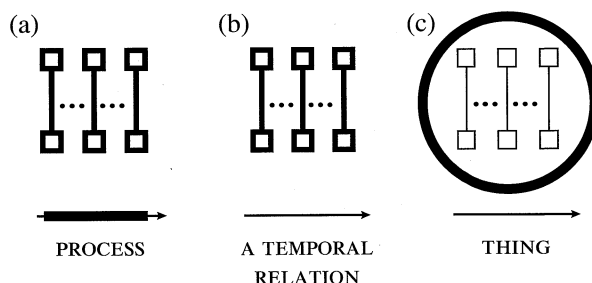 (a)
(b)
(c)
PROCESS
A TEMPORAL
RELATION
THING